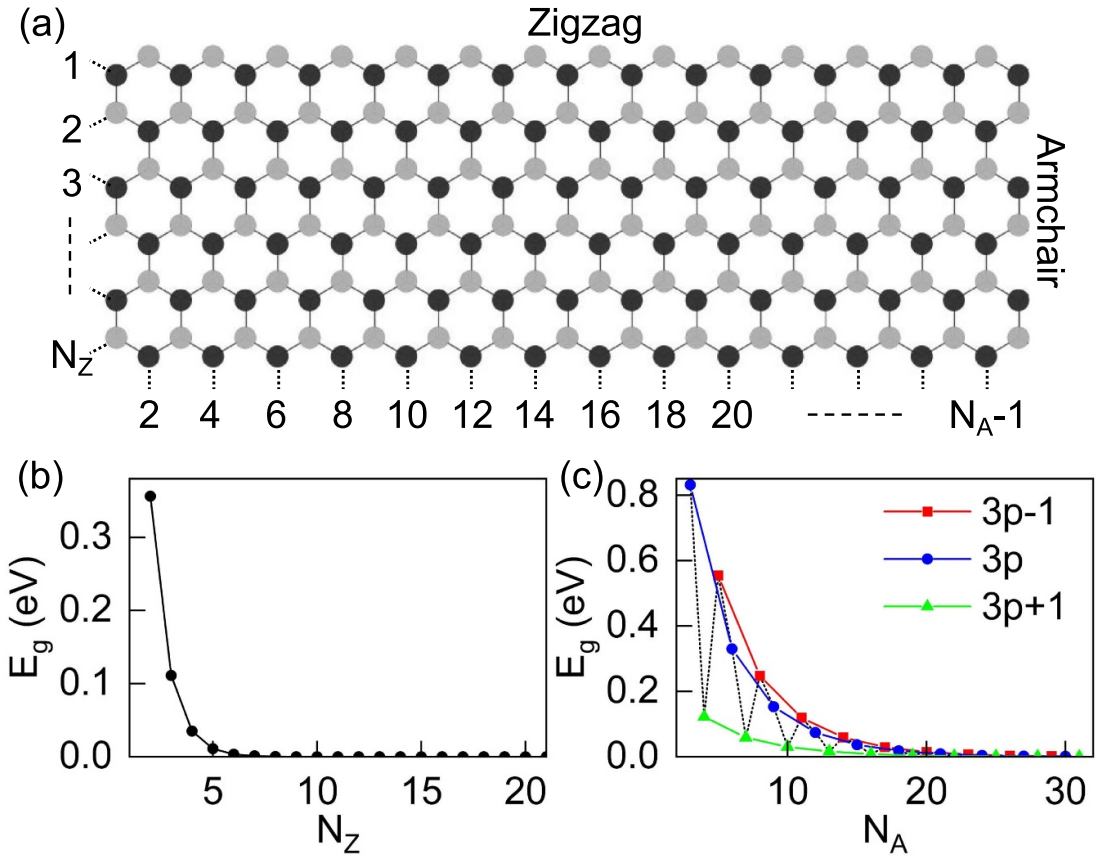 (a)
Zigzag
1
2
3
N_Z
Armchair
2 4 6 8 10 12 14 16 18 20 N_A-1
(b)
E_g (eV)
0.3
0.2
0.1
0.0
5 10 15 20
N_Z
(c)
E_g (eV)
0.8
0.6
0.4
0.2
0.0
3p-1
3p
3p+1
10 20 30
N_A